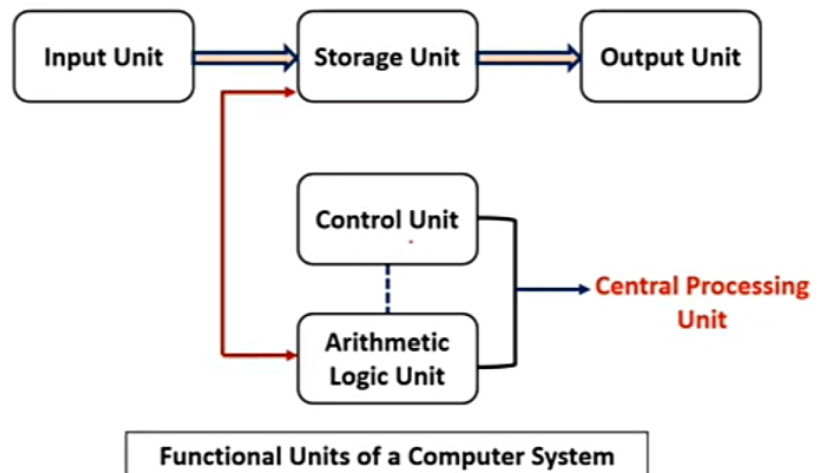 Input Unit
Storage Unit
Output Unit
Control Unit
Central Processing
Unit
Arithmetic
Logic Unit
Functional Units of a Computer System